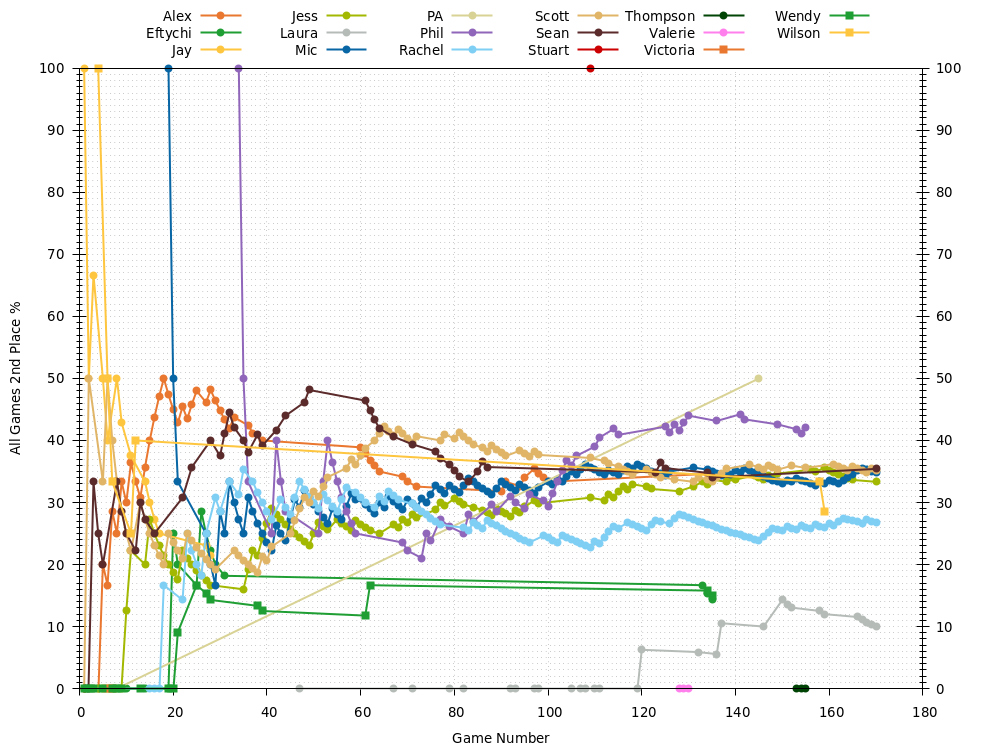 Alex Jess PA Scott Thompson Wendy
Eftychi Laura Phil Sean Valerie Wilson
Jay Mic Rachel Stuart Victoria
100 100
90 90
80 80
70 70
60 60
50 50
40 40
30 30
20 20
10 10
0 0
0 20 40 60 80 100 120 140 160 180
All Games 2nd Place %
Game Number